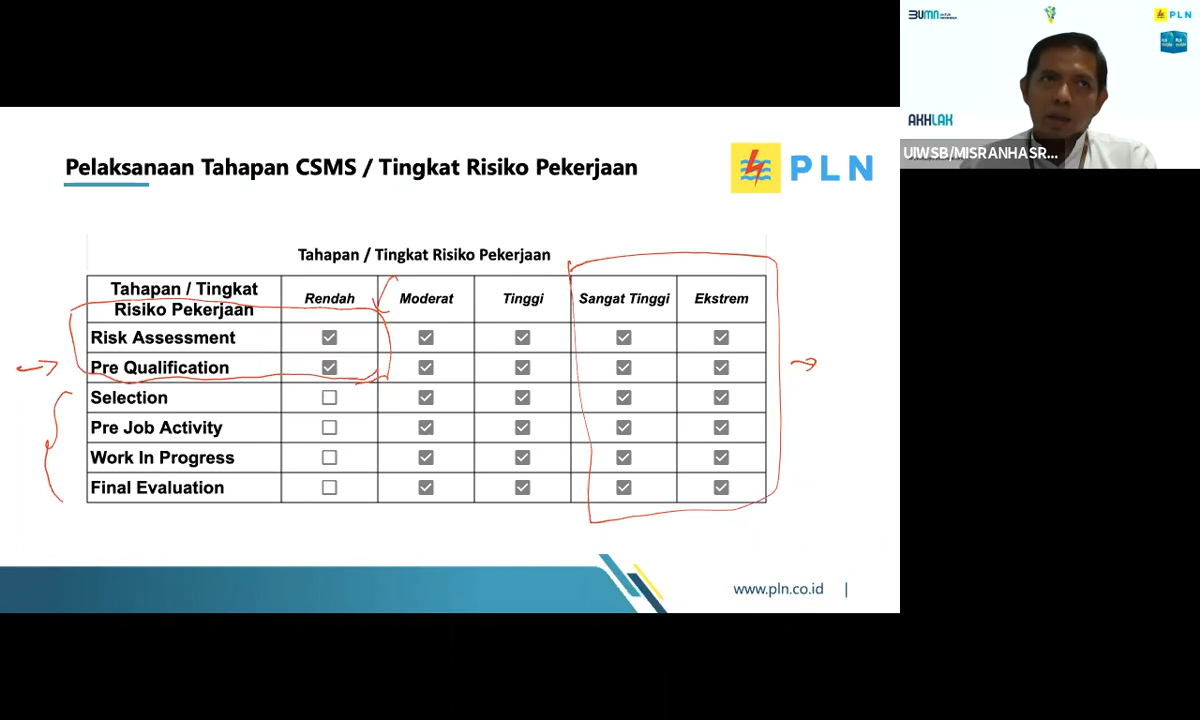 BUMN
UNTUK
INDONESIA
PLN
AKHLAK
UIWSB/MISRANHASR...
Pelaksanaan Tahapan CSMS / Tingkat Risiko Pekerjaan
PLN
Tahapan / Tingkat Risiko Pekerjaan
Tahapan / Tingkat
Risiko Pekerjaan
Rendah
Moderat
Tinggi
Sangat Tinggi
Ekstrem
Risk Assessment
Pre Qualification
Selection
Pre Job Activity
Work In Progress
Final Evaluation
www.pln.co.id |